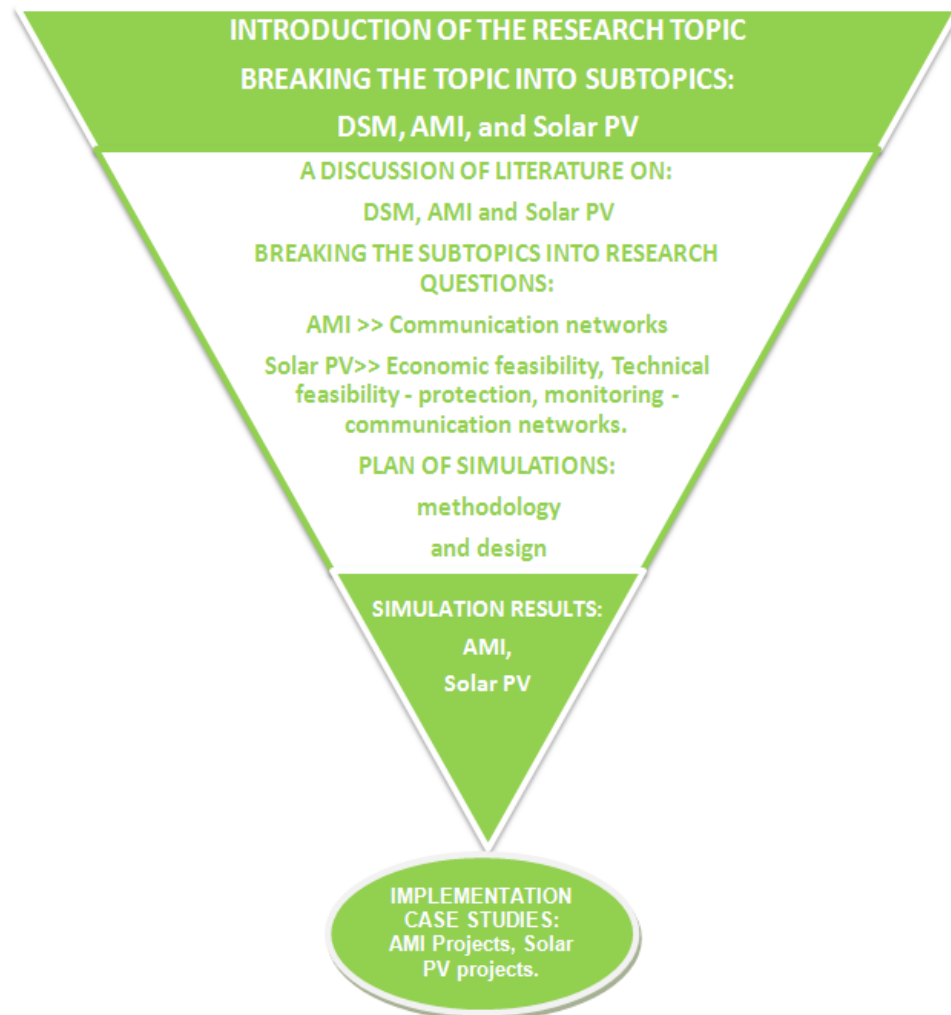 INTRODUCTION OF THE RESEARCH TOPIC
BREAKING THE TOPIC INTO SUBTOPICS:
DSM, AMI, and Solar PV
A DISCUSSION OF LITERATURE ON:
DSM, AMI and Solar PV
BREAKING THE SUBTOPICS INTO RESEARCH
QUESTIONS:
AMI >> Communication networks
Solar PV>> Economic feasibility, Technical
feasibility - protection, monitoring -
communication networks.
PLAN OF SIMULATIONS:
methodology
and design
SIMULATION RESULTS:
AMI,
Solar PV
IMPLEMENTATION
CASE STUDIES:
AMI Projects, Solar
PV projects.